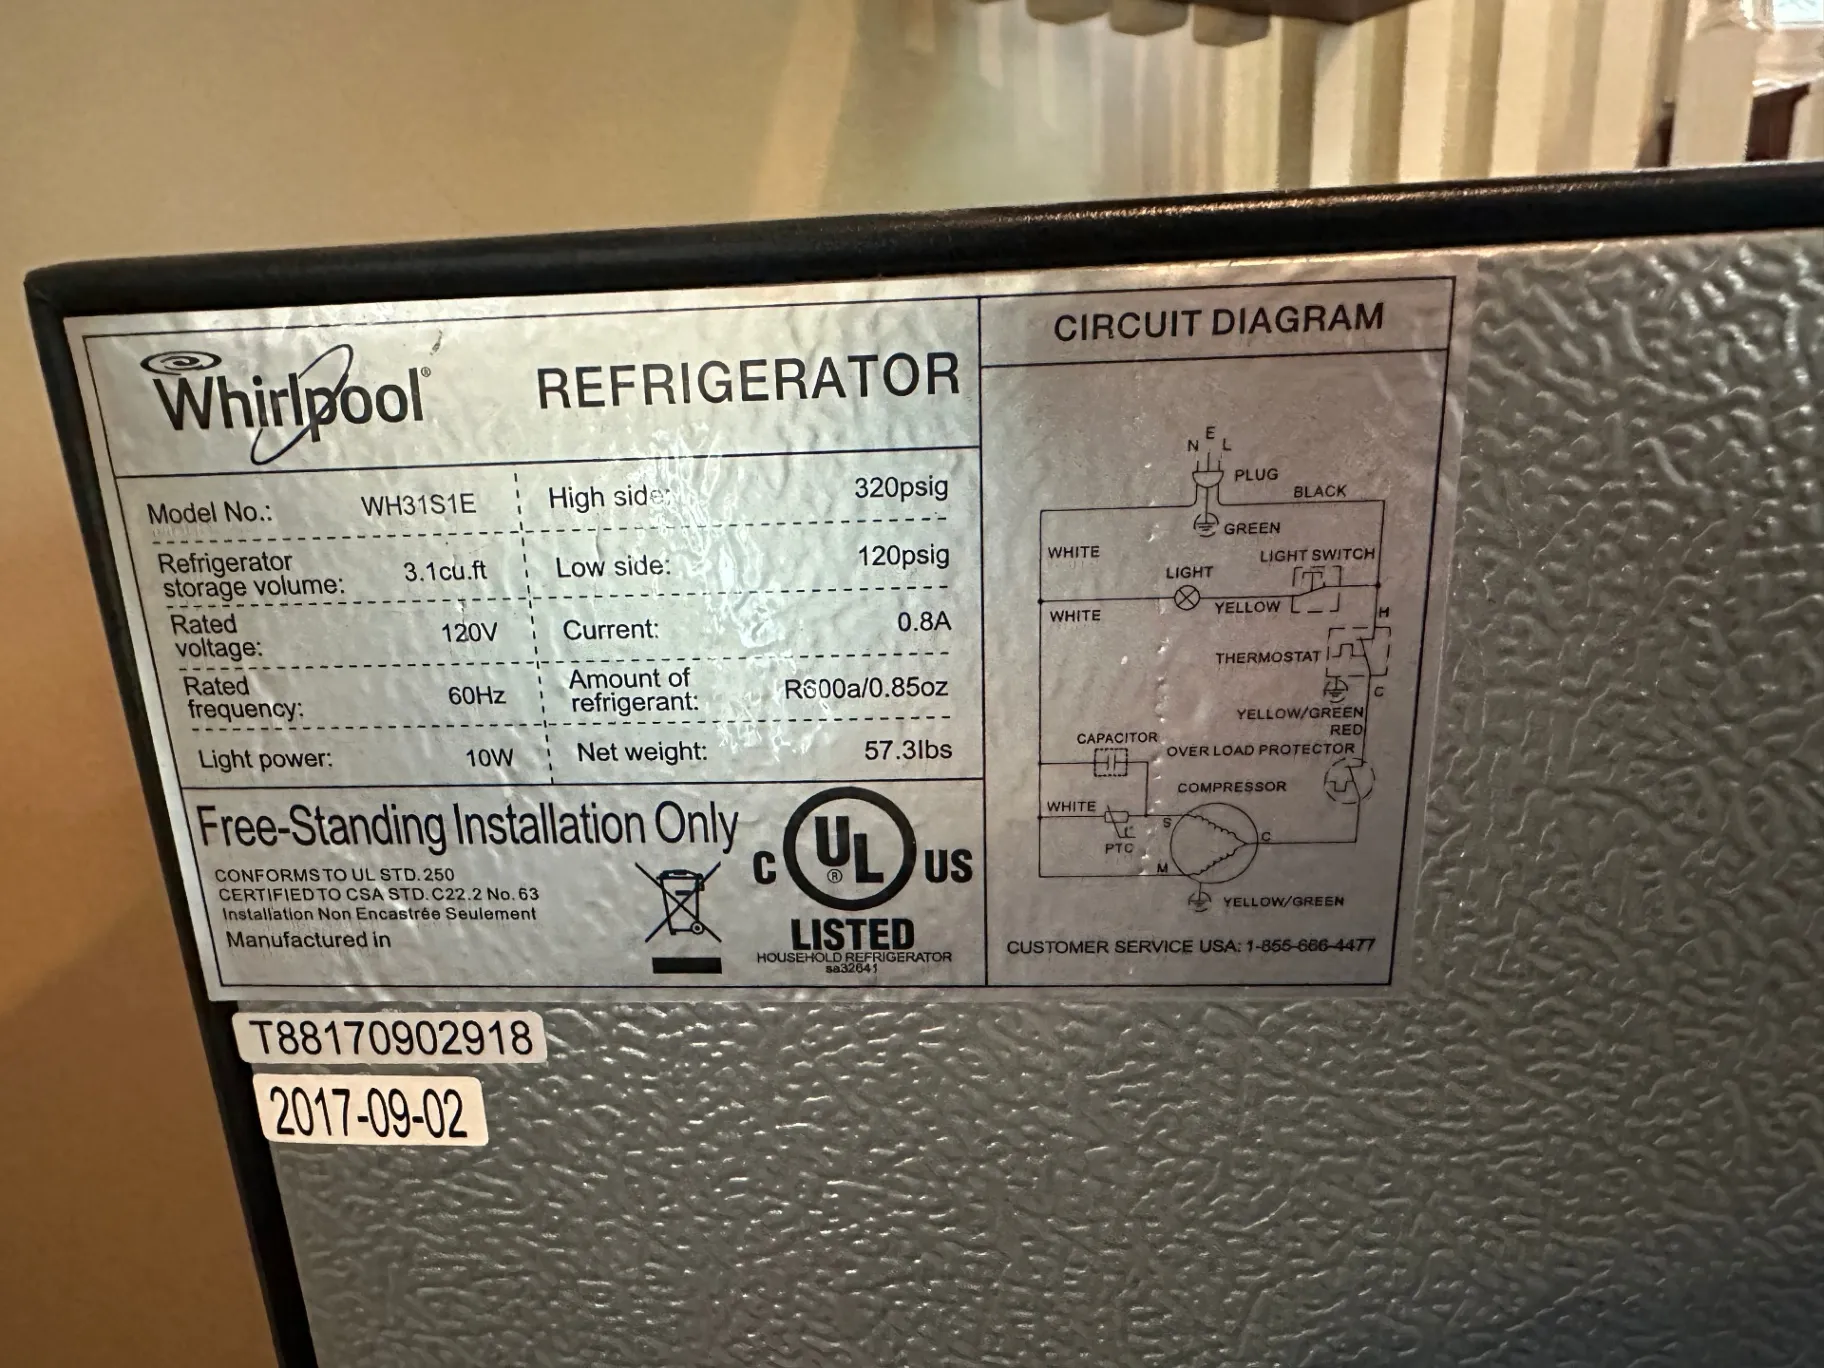 Whirlpool®
REFRIGERATOR
Model No.: WH31S1E
Refrigerator
storage volume: 3.1cu.ft
Rated
voltage: 120V
Rated
frequency: 60Hz
Light power: 10W
High side: 320psig
Low side: 120psig
Current: 0.8A
Amount of
refrigerant: R600a/0.85oz
Net weight: 57.3lbs
Free-Standing Installation Only
CONFORMS TO UL STD.250
CERTIFIED TO CSA STD.C22.2 No.63
Installation Non Encastrée Seulement
Manufactured in
C UL® US
LISTED
HOUSEHOLD REFRIGERATOR
sa32641
CIRCUIT DIAGRAM
N E L
PLUG
BLACK
GREEN
WHITE
LIGHT SWITCH
LIGHT
YELLOW
WHITE
H
THERMOSTAT
C
YELLOW/GREEN
RED
CAPACITOR
OVER LOAD PROTECTOR
COMPRESSOR
WHITE
S
t°
PTC
C
M
YELLOW/GREEN
CUSTOMER SERVICE USA: 1-855-666-4477
T88170902918
2017-09-02